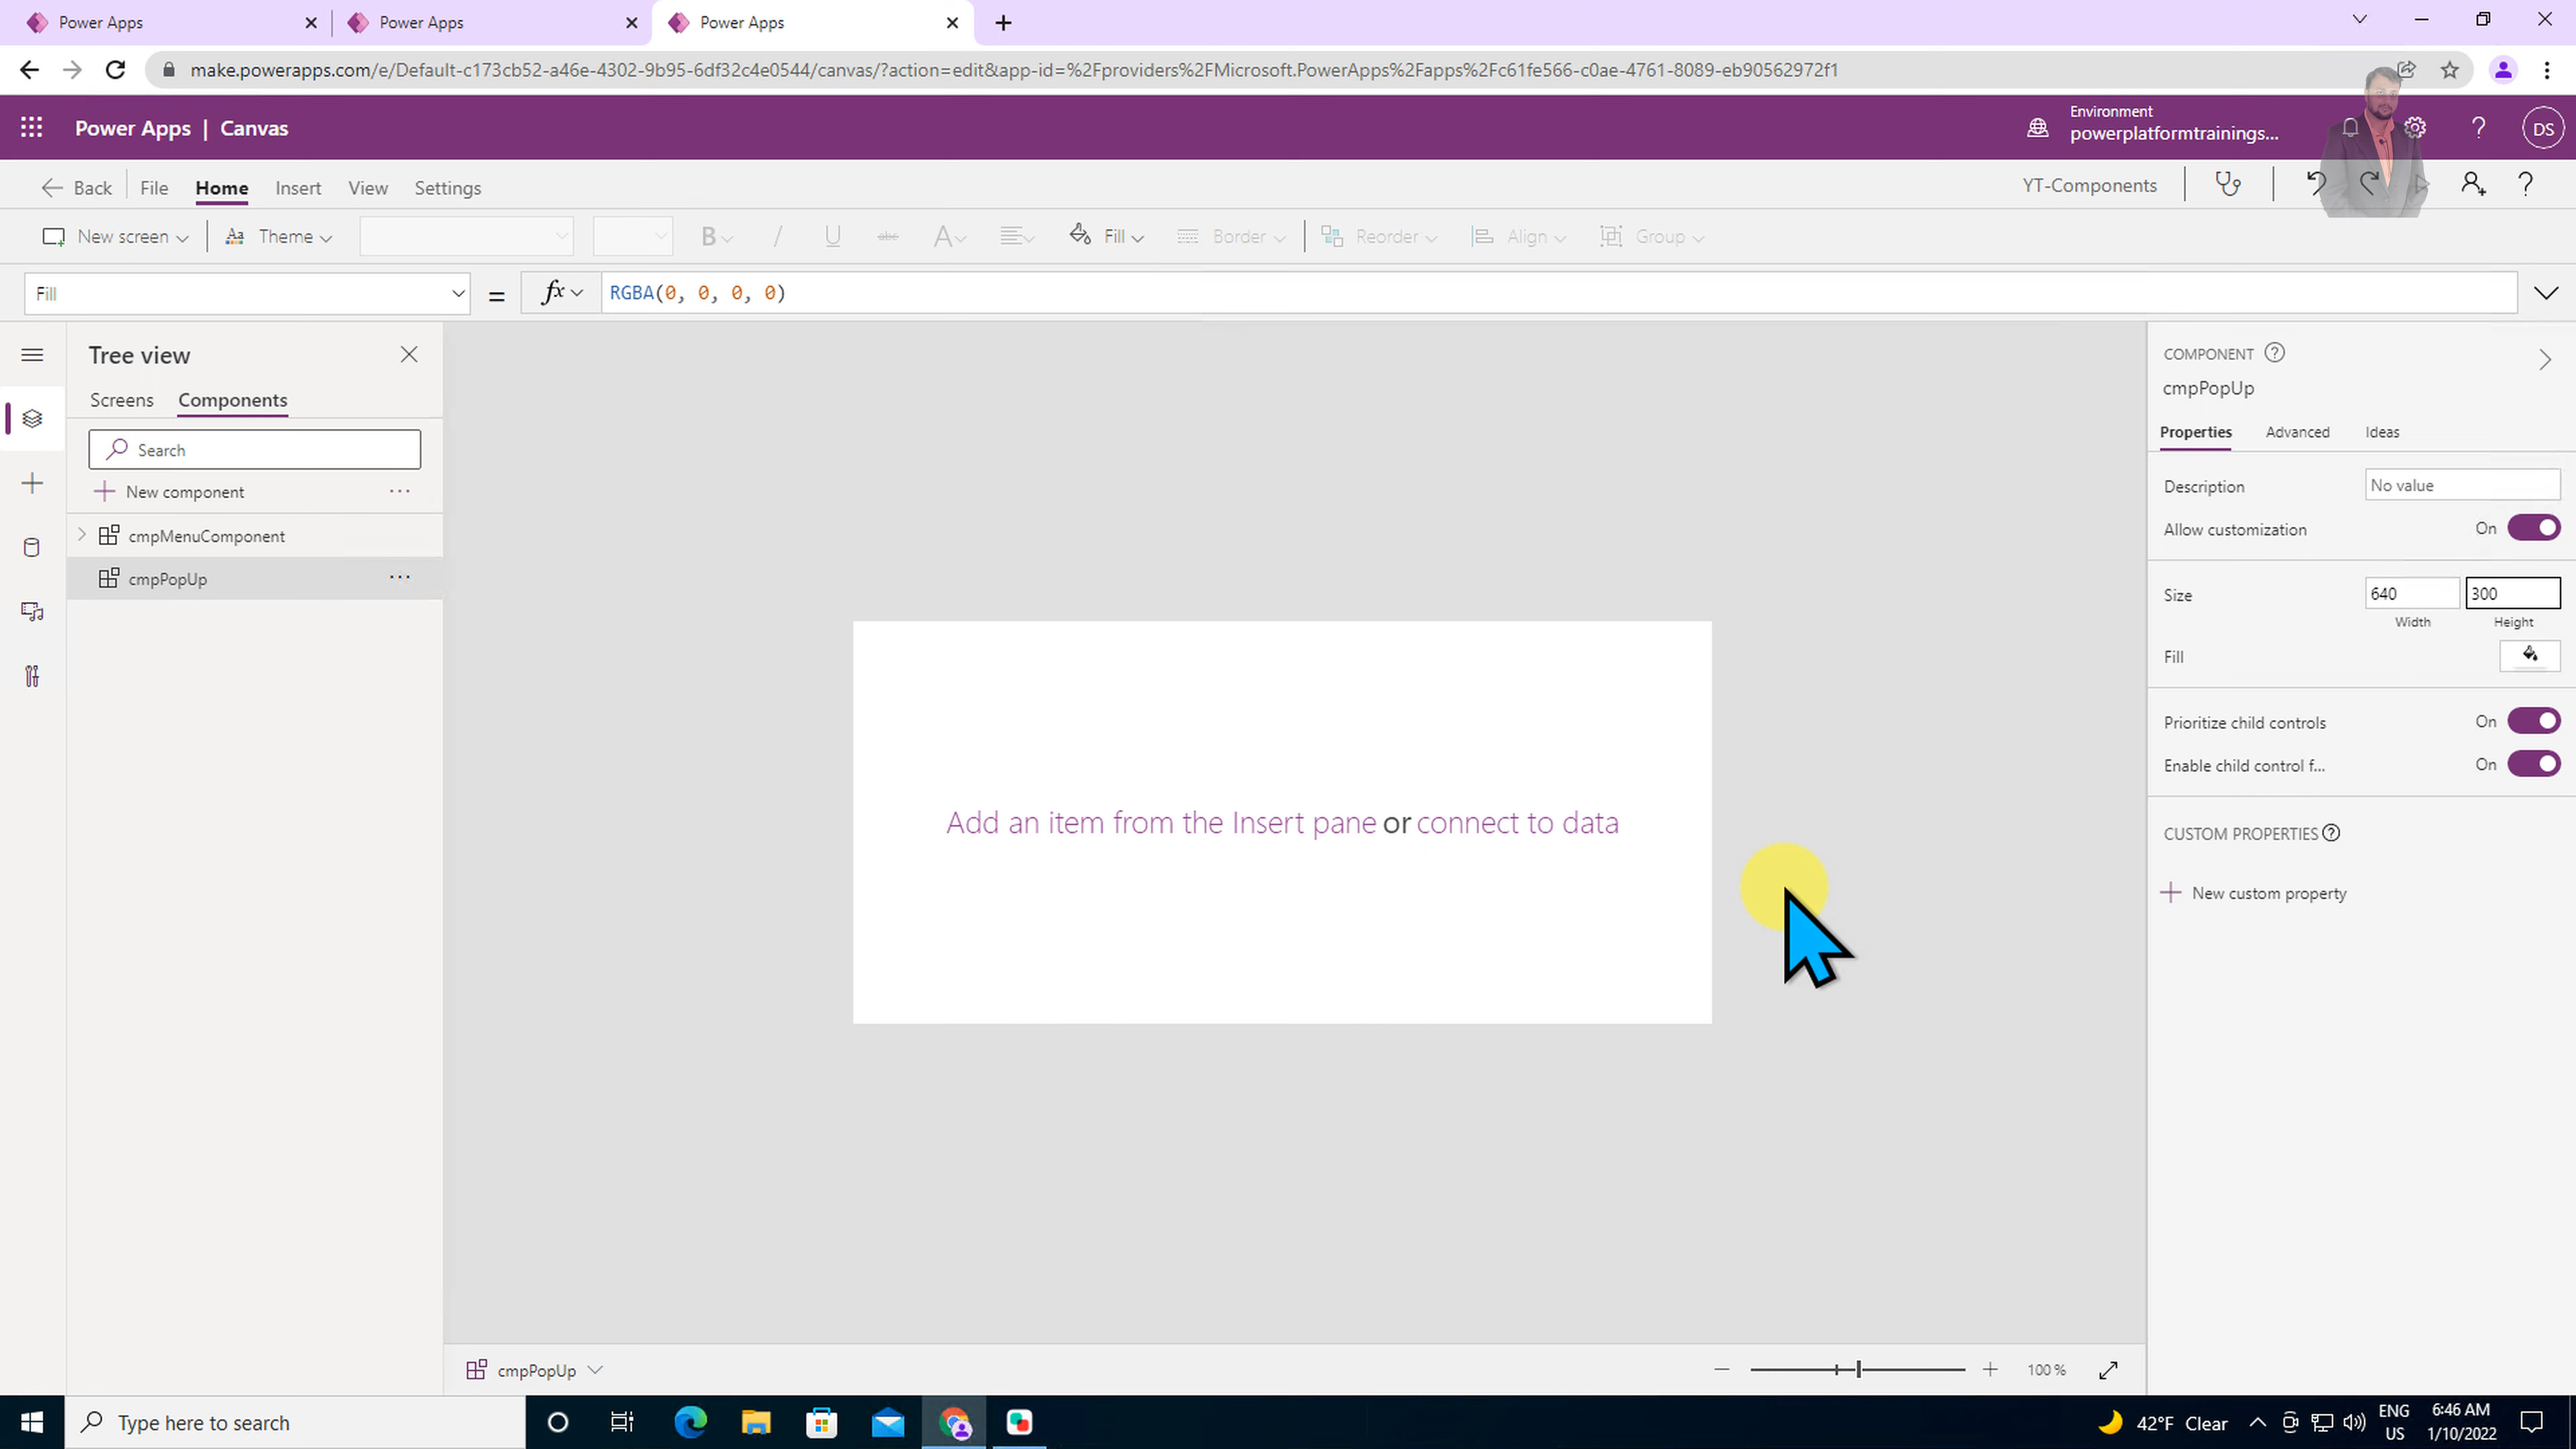 Power Apps
Power Apps
Power Apps
make.powerapps.com/e/Default-c173cb52-a46e-4302-9b95-6df32c4e0544/canvas/?action=edit&app-id=%2Fproviders%2FMicrosoft.PowerApps%2Fapps%2Fc61fe566-c0ae-4761-8089-eb90562972f1
Power Apps | Canvas
Environment
powerplatformtrainings...
DS
Back
File
Home
Insert
View
Settings
YT-Components
New screen
Aa
Theme
B
/
U
abc
A
Fill
Border
Reorder
Align
Group
Fill
=
fx
RGBA(0, 0, 0, 0)
Tree view
Screens
Components
Search
New component
cmpMenuComponent
cmpPopUp
Add an item from the Insert pane or connect to data
COMPONENT
cmpPopUp
Properties
Advanced
Ideas
Description
No value
Allow customization
On
Size
640
300
Width
Height
Fill
Prioritize child controls
On
Enable child control f...
On
CUSTOM PROPERTIES
New custom property
cmpPopUp
100 %
Type here to search
42°F Clear
ENG
US
6:46 AM
1/10/2022